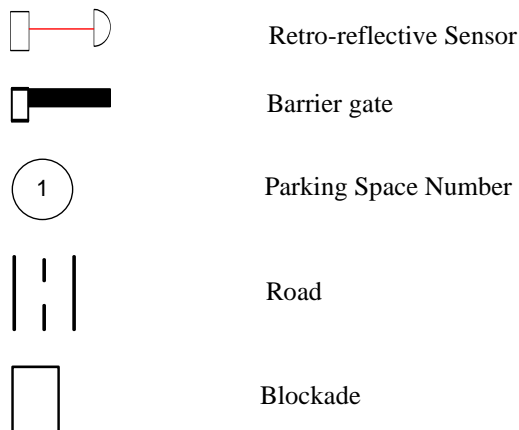 Retro-reflective Sensor
Barrier gate
1
Parking Space Number
Road
Blockade